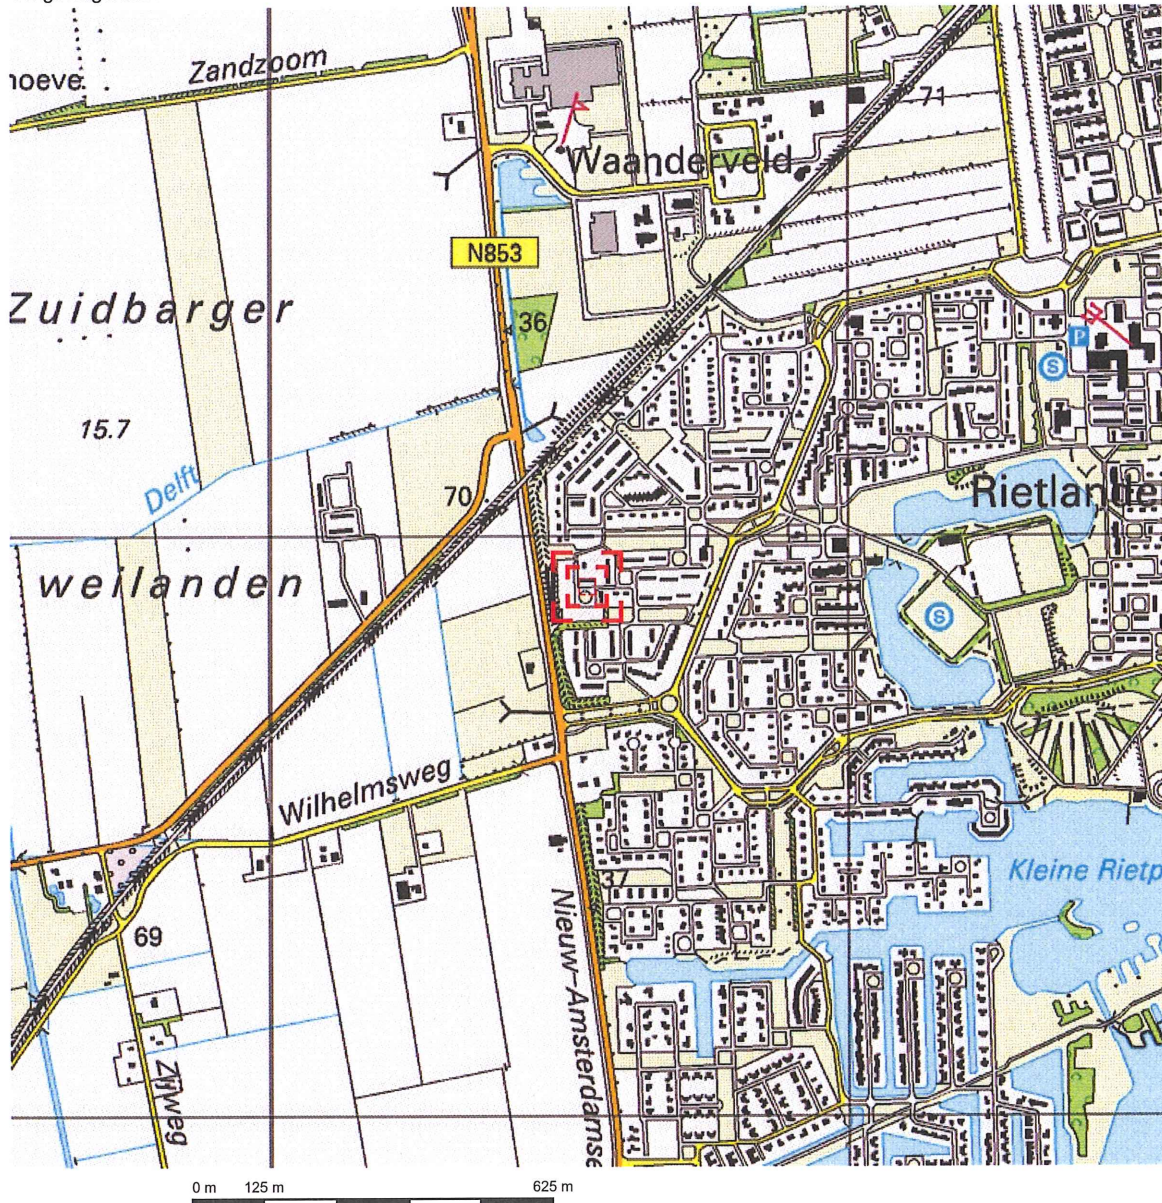 Zandzoom
hoeve
71
Waanderveld
N853
Zuidbarger
36
P
S
15.7
Delft
70
Rietlande
weilanden
S
Wilhelmsweg
Kleine Rietp
37
69
Nieuw-Amsterdamse
Zijweg
0 m 125 m 625 m